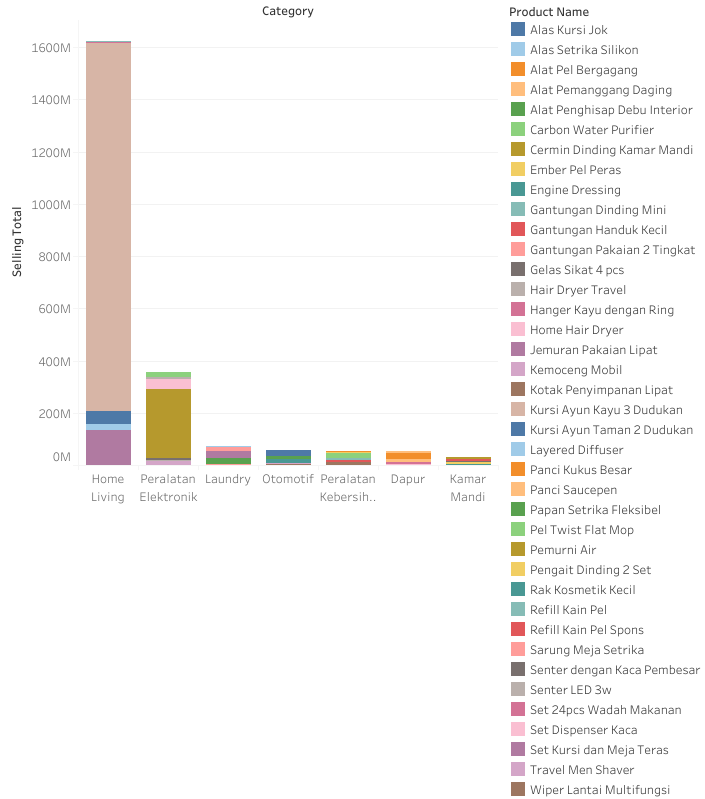 Category
Product Name
Selling Total
1600M
1400M
1200M
1000M
800M
600M
400M
200M
0M
Home
Living
Peralatan
Elektronik
Laundry
Otomotif
Peralatan
Kebersih..
Dapur
Kamar
Mandi
Alas Kursi Jok
Alas Setrika Silikon
Alat Pel Bergagang
Alat Pemanggang Daging
Alat Penghisap Debu Interior
Carbon Water Purifier
Cermin Dinding Kamar Mandi
Ember Pel Peras
Engine Dressing
Gantungan Dinding Mini
Gantungan Handuk Kecil
Gantungan Pakaian 2 Tingkat
Gelas Sikat 4 pcs
Hair Dryer Travel
Hanger Kayu dengan Ring
Home Hair Dryer
Jemuran Pakaian Lipat
Kemoceng Mobil
Kotak Penyimpanan Lipat
Kursi Ayun Kayu 3 Dudukan
Kursi Ayun Taman 2 Dudukan
Layered Diffuser
Panci Kukus Besar
Panci Saucepen
Papan Setrika Fleksibel
Pel Twist Flat Mop
Pemurni Air
Pengait Dinding 2 Set
Rak Kosmetik Kecil
Refill Kain Pel
Refill Kain Pel Spons
Sarung Meja Setrika
Senter dengan Kaca Pembesar
Senter LED 3w
Set 24pcs Wadah Makanan
Set Dispenser Kaca
Set Kursi dan Meja Teras
Travel Men Shaver
Wiper Lantai Multifungsi